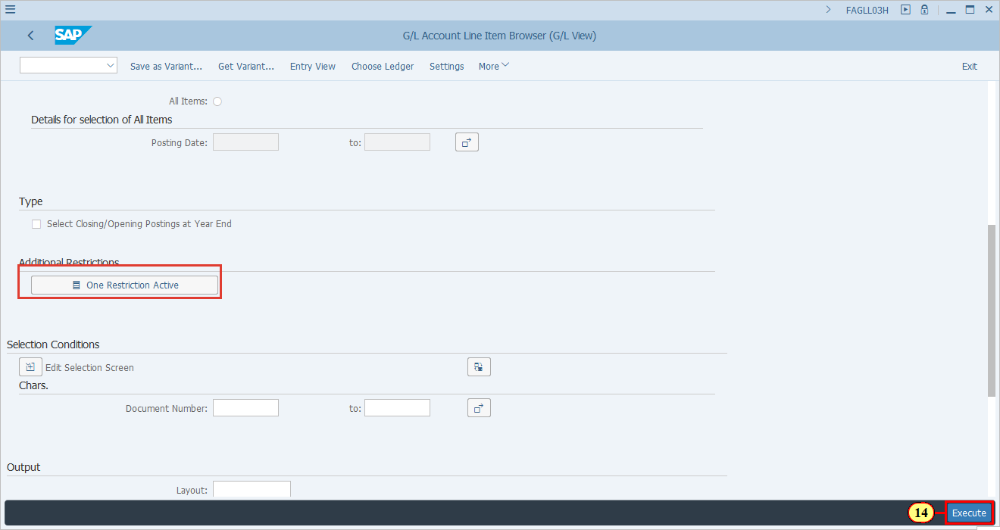 FAGLL03H
SAP
G/L Account Line Item Browser (G/L View)
Save as Variant... Get Variant... Entry View Choose Ledger Settings More Exit
All Items:
Details for selection of All Items
Posting Date: to:
Type
Select Closing/Opening Postings at Year End
Additional Restrictions
One Restriction Active
Selection Conditions
Edit Selection Screen
Chars.
Document Number: to:
Output
Layout:
14 Execute